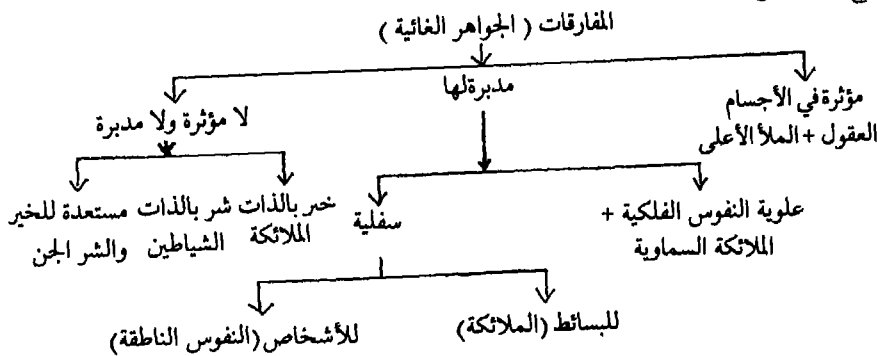 المفارقات ( الجواهر الغائية )
مؤثرة في الأجسام
العقول + الملأ الأعلى
مدبرة لها
لا مؤثرة ولا مدبرة
علوية النفوس الفلكية +
الملائكة السماوية
سفلية
خير بالذات
الملائكة
شر بالذات
الشياطين
مستعدة للخير
والشر الجن
للبسائط (الملائكة)
للأشخاص (النفوس الناطقة)